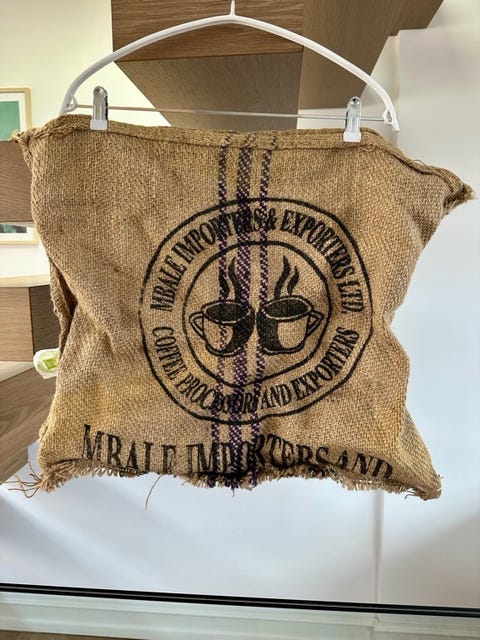 MBALE IMPORTERS & EXPORTERS LTD
COFFEE PROCESSORS AND EXPORTERS
MBALE IMPORTERS AND